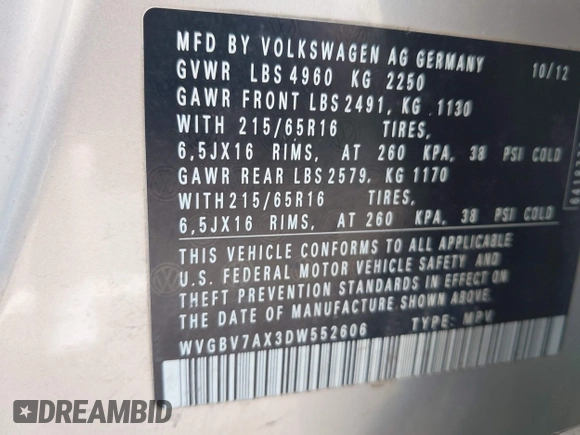 MFD BY VOLKSWAGEN AG GERMANY 10/12
GVWR LBS 4960 KG 2250
GAWR FRONT LBS 2491, KG 1130
WITH 215/65R16 TIRES,
6,5JX16 RIMS, AT 260 KPA, 38 PSI COLD
GAWR REAR LBS 2579, KG 1170
WITH 215/65R16 TIRES,
6,5JX16 RIMS, AT 260 KPA, 38 PSI COLD
THIS VEHICLE CONFORMS TO ALL APPLICABLE
U.S. FEDERAL MOTOR VEHICLE SAFETY AND
THEFT PREVENTION STANDARDS IN EFFECT ON
THE DATE OF MANUFACTURE SHOWN ABOVE
WVGBV7AX3DW552606 TYPE: MPV
DREAMBID